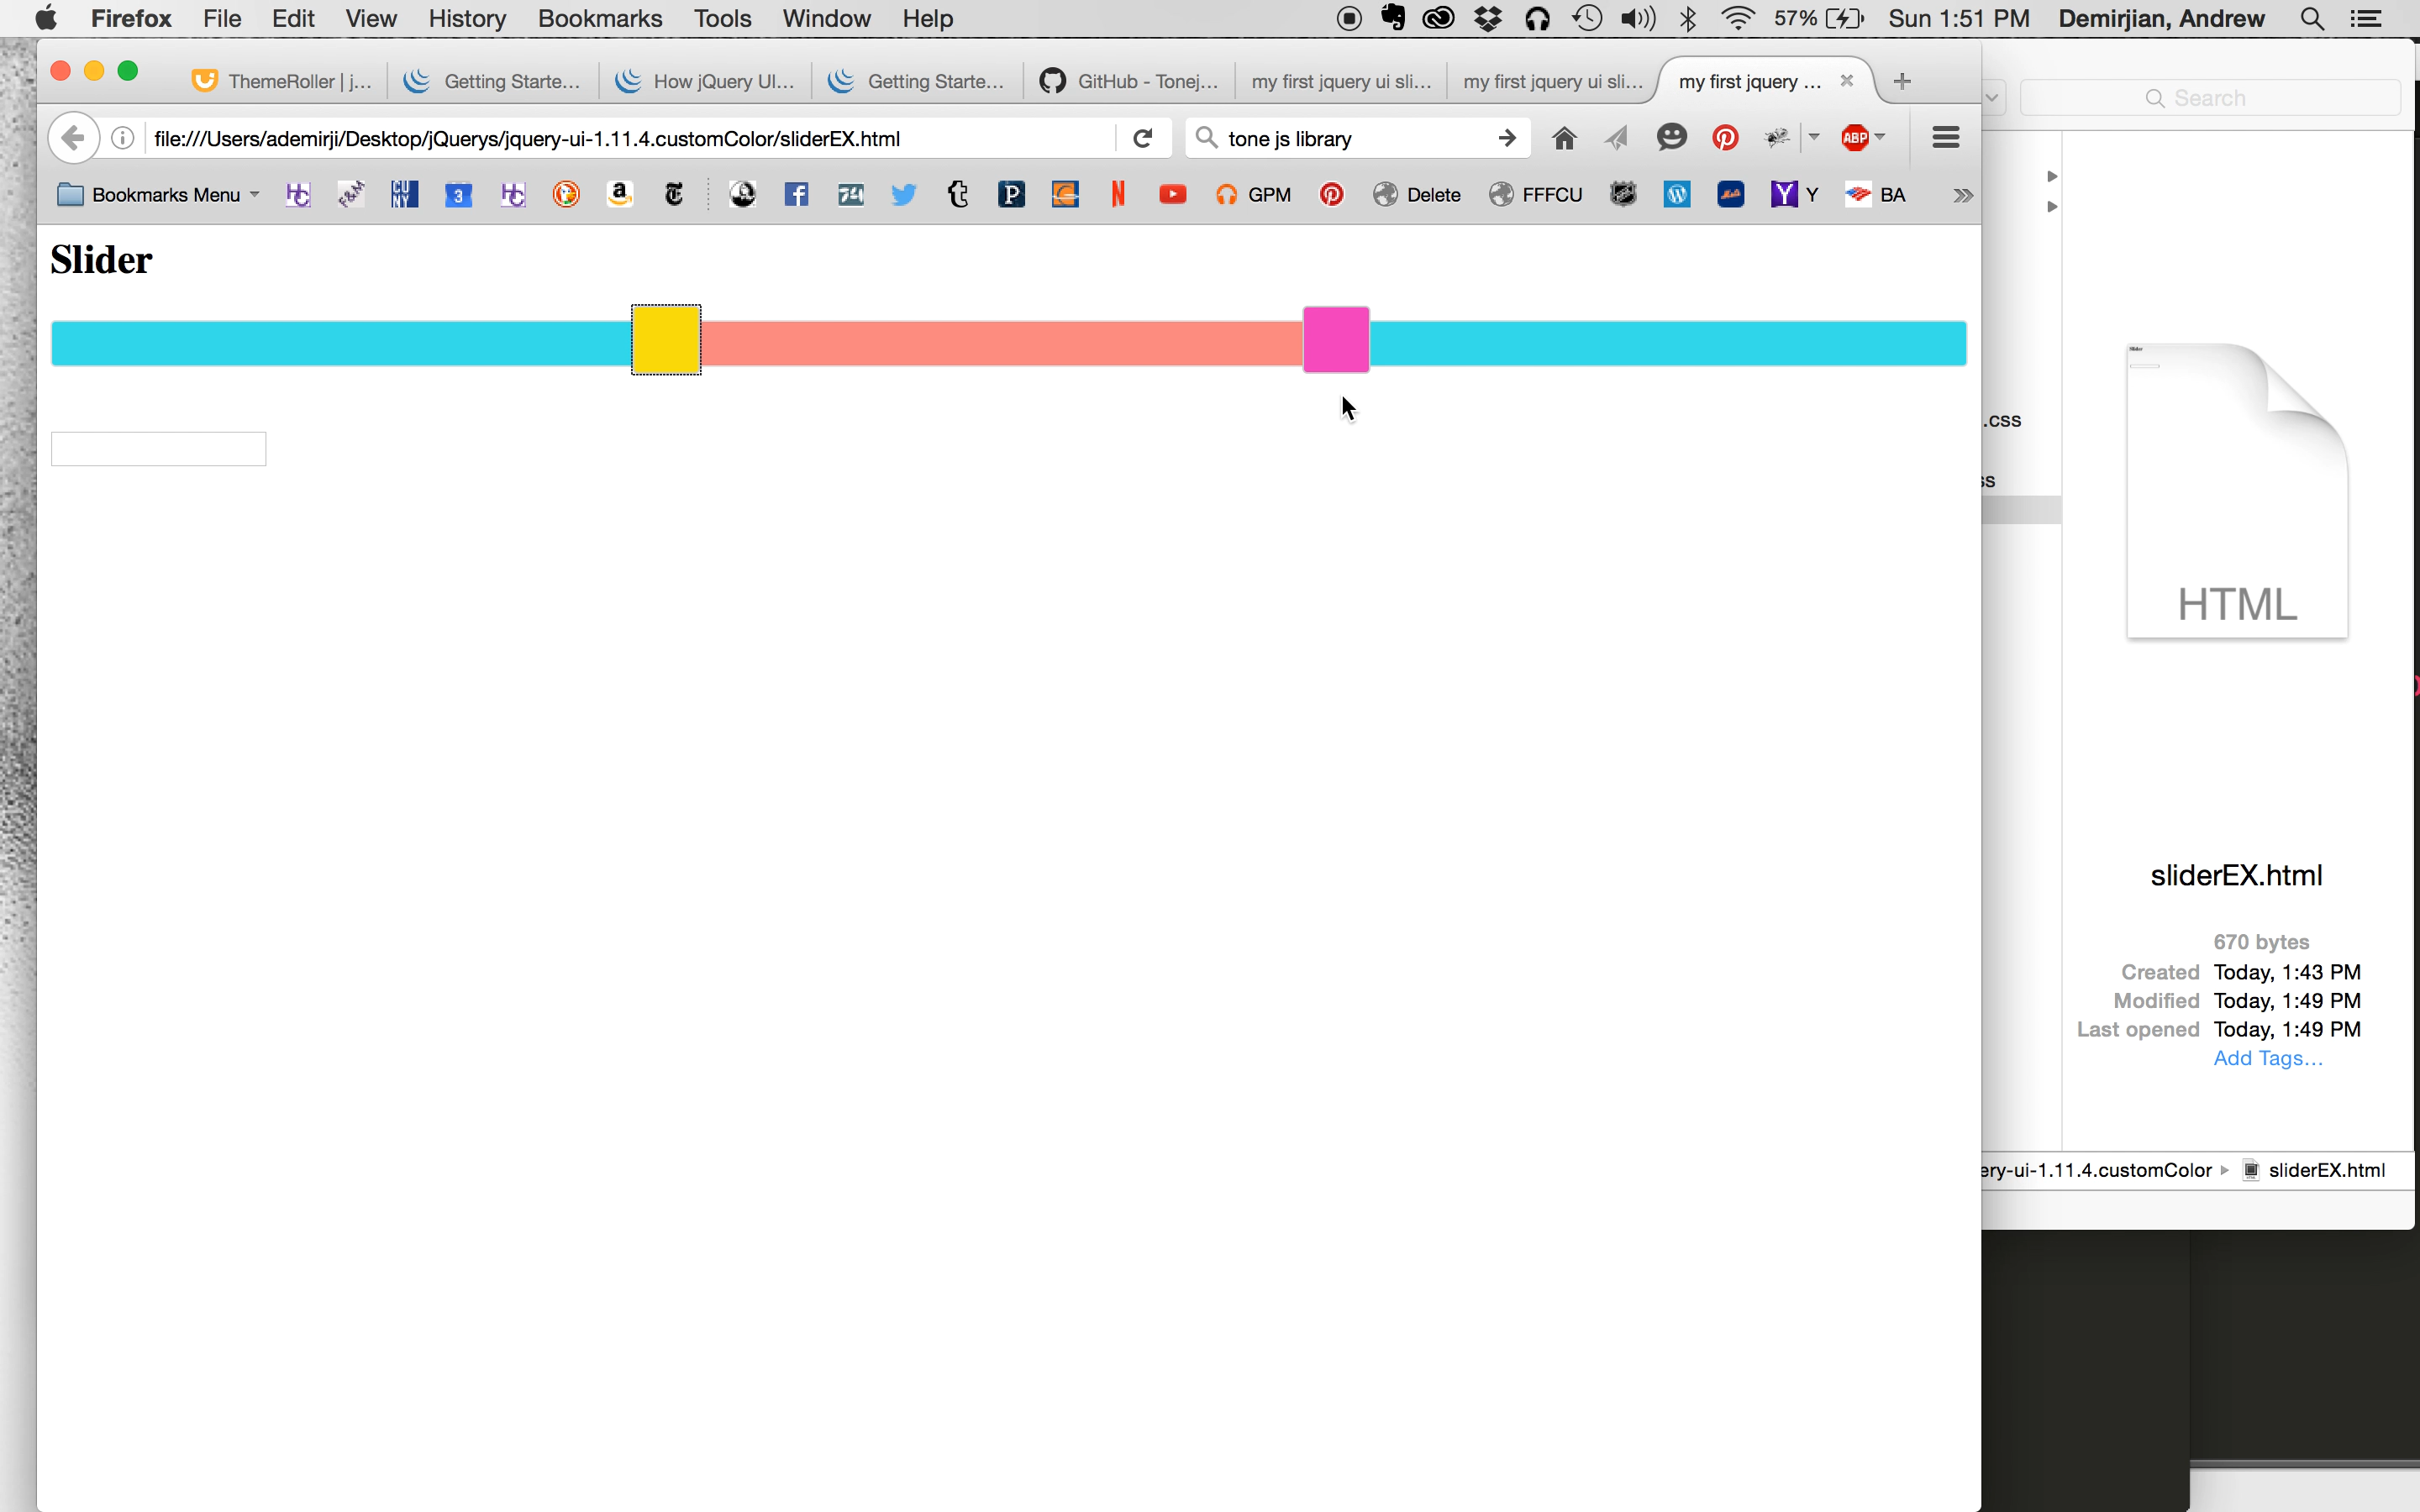 Firefox File Edit View History Bookmarks Tools Window Help 57% Sun 1:51 PM Demirjian, Andrew
ThemeRoller | j... Getting Starte... How jQuery UI... Getting Starte... GitHub - Tonej... my first jquery ui sli... my first jquery ui sli... my first jquery ...
Search
file:///Users/ademirji/Desktop/jQuerys/jquery-ui-1.11.4.customColor/sliderEX.html
tone js library
ABP
Bookmarks Menu CU NY 3 a GPM Delete FFFCU Y BA
Slider
.css
ss
HTML
sliderEX.html
670 bytes
Created Today, 1:43 PM
Modified Today, 1:49 PM
Last opened Today, 1:49 PM
Add Tags...
ery-ui-1.11.4.customColor sliderEX.html